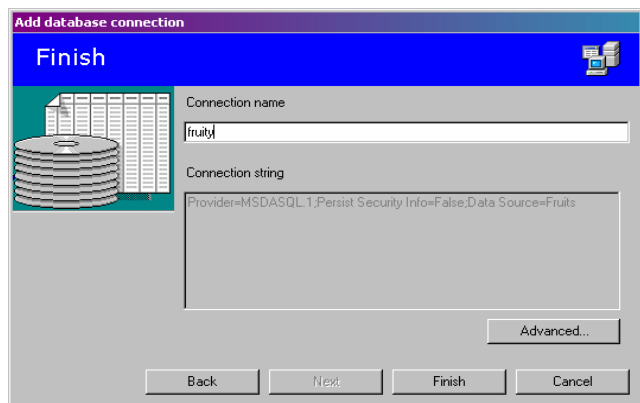 Add database connection
Finish
Connection name
fruity
Connection string
Provider=MSDASQL.1;Persist Security Info=False;Data Source=Fruits
Advanced...
Back
Next
Finish
Cancel